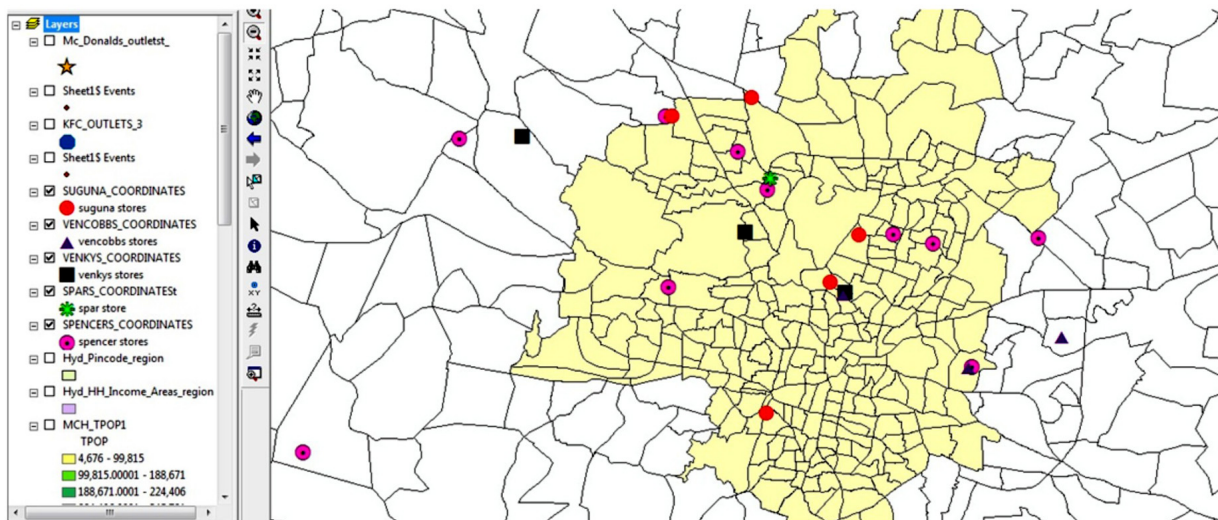 Layers
Mc_Donalds_outletst_
Sheet1$ Events
KFC_OUTLETS_3
Sheet1$ Events
SUGUNA_COORDINATES
suguna stores
VENCOBBS_COORDINATES
vencobbs stores
VENKYS_COORDINATES
venkys stores
SPARS_COORDINATESt
spar store
SPENCERS_COORDINATES
spencer stores
Hyd_Pincode_region
Hyd_HH_Income_Areas_region
MCH_TPOP1
TPOP
4,676 - 99,815
99,815.00001 - 188,671
188,671.0001 - 224,406
XY